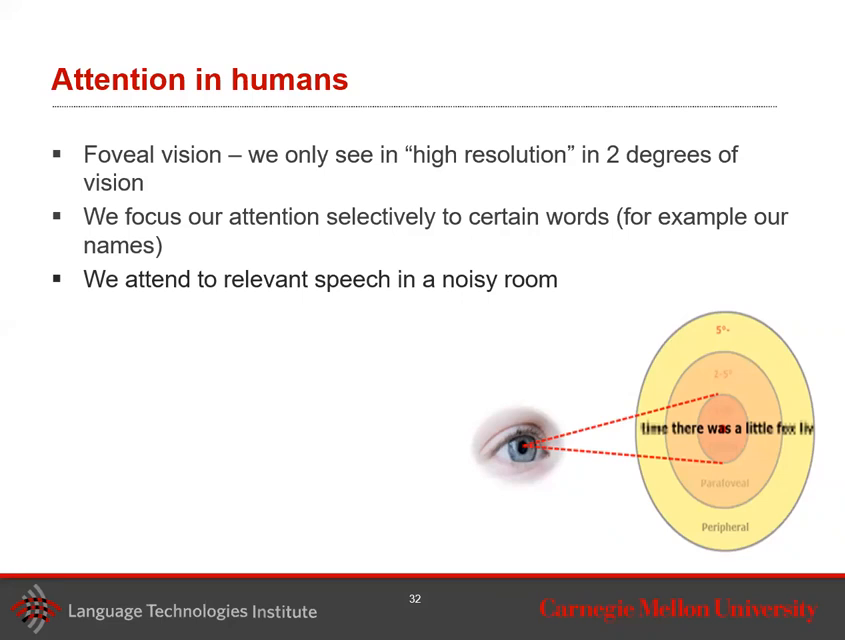 Attention in humans
▪ Foveal vision – we only see in “high resolution” in 2 degrees of
vision
▪ We focus our attention selectively to certain words (for example our
names)
▪ We attend to relevant speech in a noisy room
5°-
2-5°
time there was a little fox liv
Parafoveal
Peripheral
Language Technologies Institute
32
Carnegie Mellon University